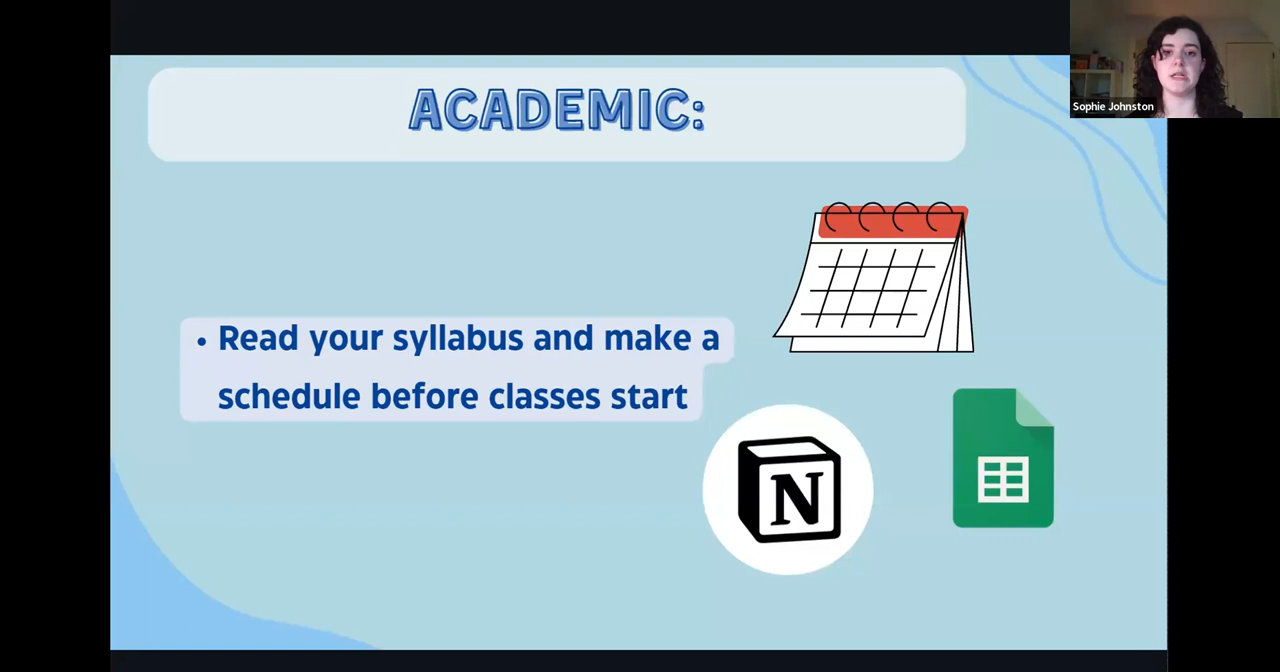 ACADEMIC:
Sophie Johnston
• Read your syllabus and make a
schedule before classes start
N